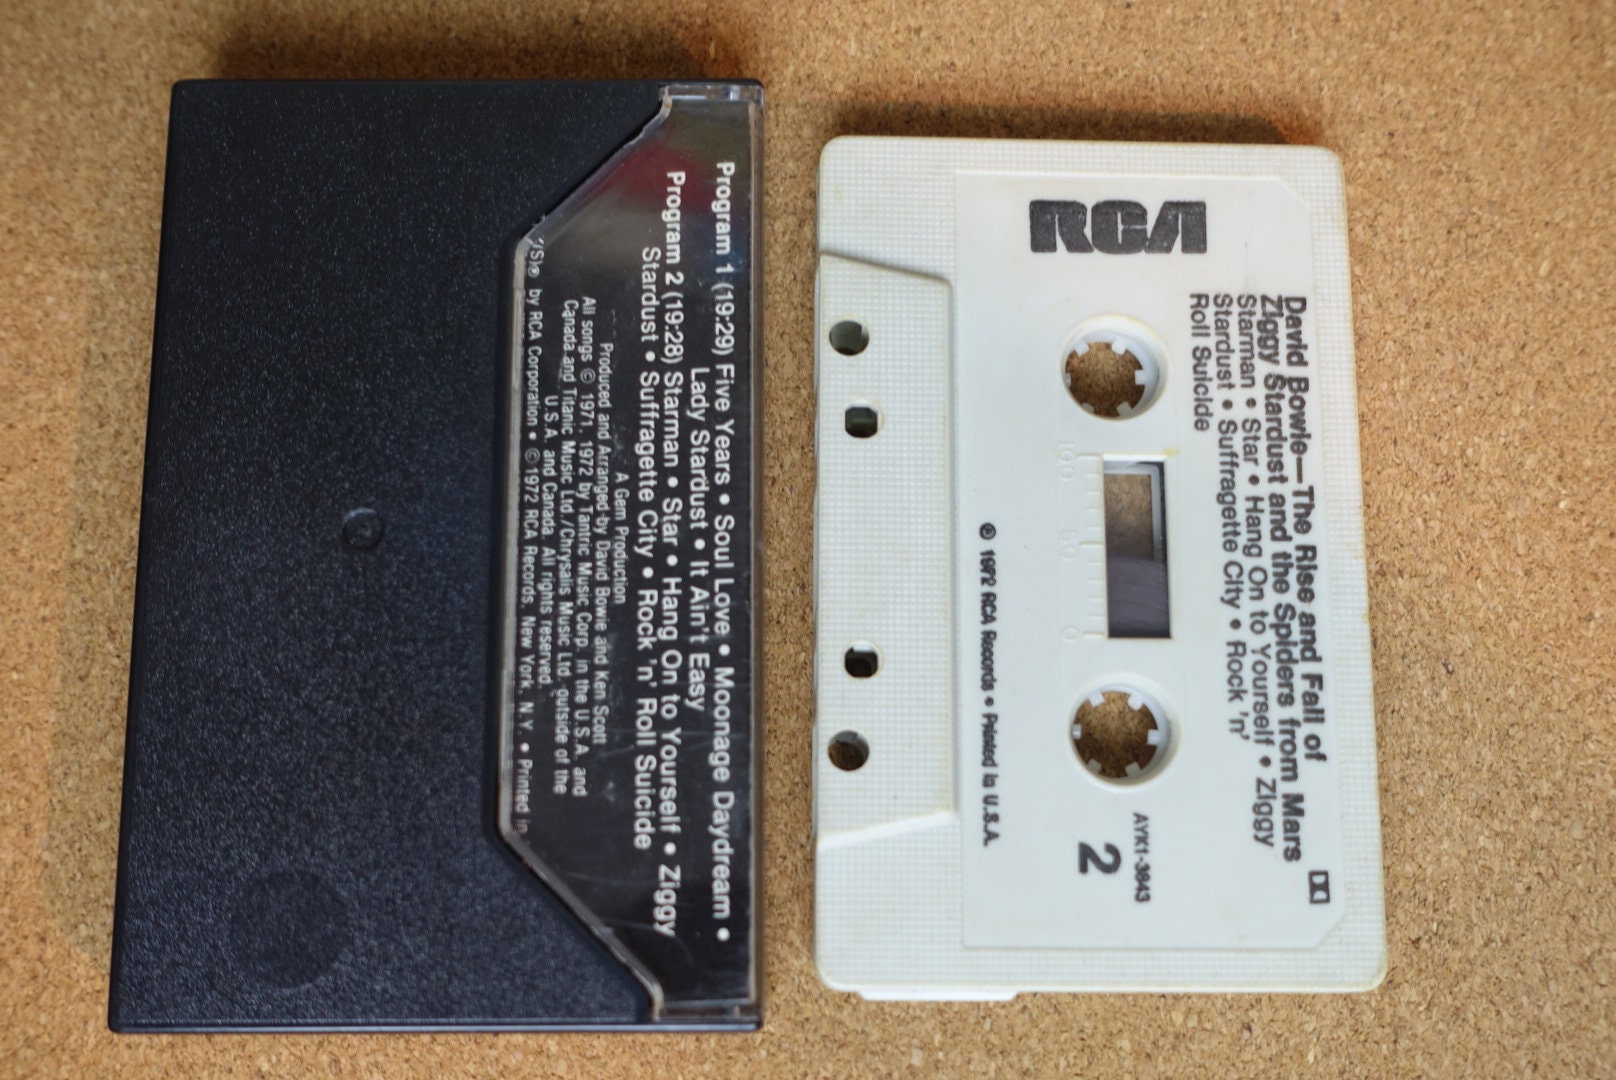 Program 1 (19:29) Five Years • Soul Love • Moonage Daydream •
Lady Stardust • It Ain't Easy
Program 2 (19:28) Starman • Star • Hang On to Yourself • Ziggy
Stardust • Suffragette City • Rock 'n' Roll Suicide
A Gem Production
Produced and Arranged by David Bowie and Ken Scott
All songs © 1971, 1972 by Tantric Music Corp. in the U.S.A. and
Canada and Titanic Music Ltd./Chrysalis Music Ltd. outside of the
U.S.A. and Canada. All rights reserved.
by RCA Corporation • ©1972 RCA Records, New York, N.Y. • Printed in
RCA
David Bowie—The Rise and Fall of
Ziggy Stardust and the Spiders from Mars
Starman • Star • Hang On to Yourself • Ziggy
Stardust • Suffragette City • Rock 'n'
Roll Suicide
AYK1-3843
2
100 50 0
℗ 1972 RCA Records • Printed in U.S.A.